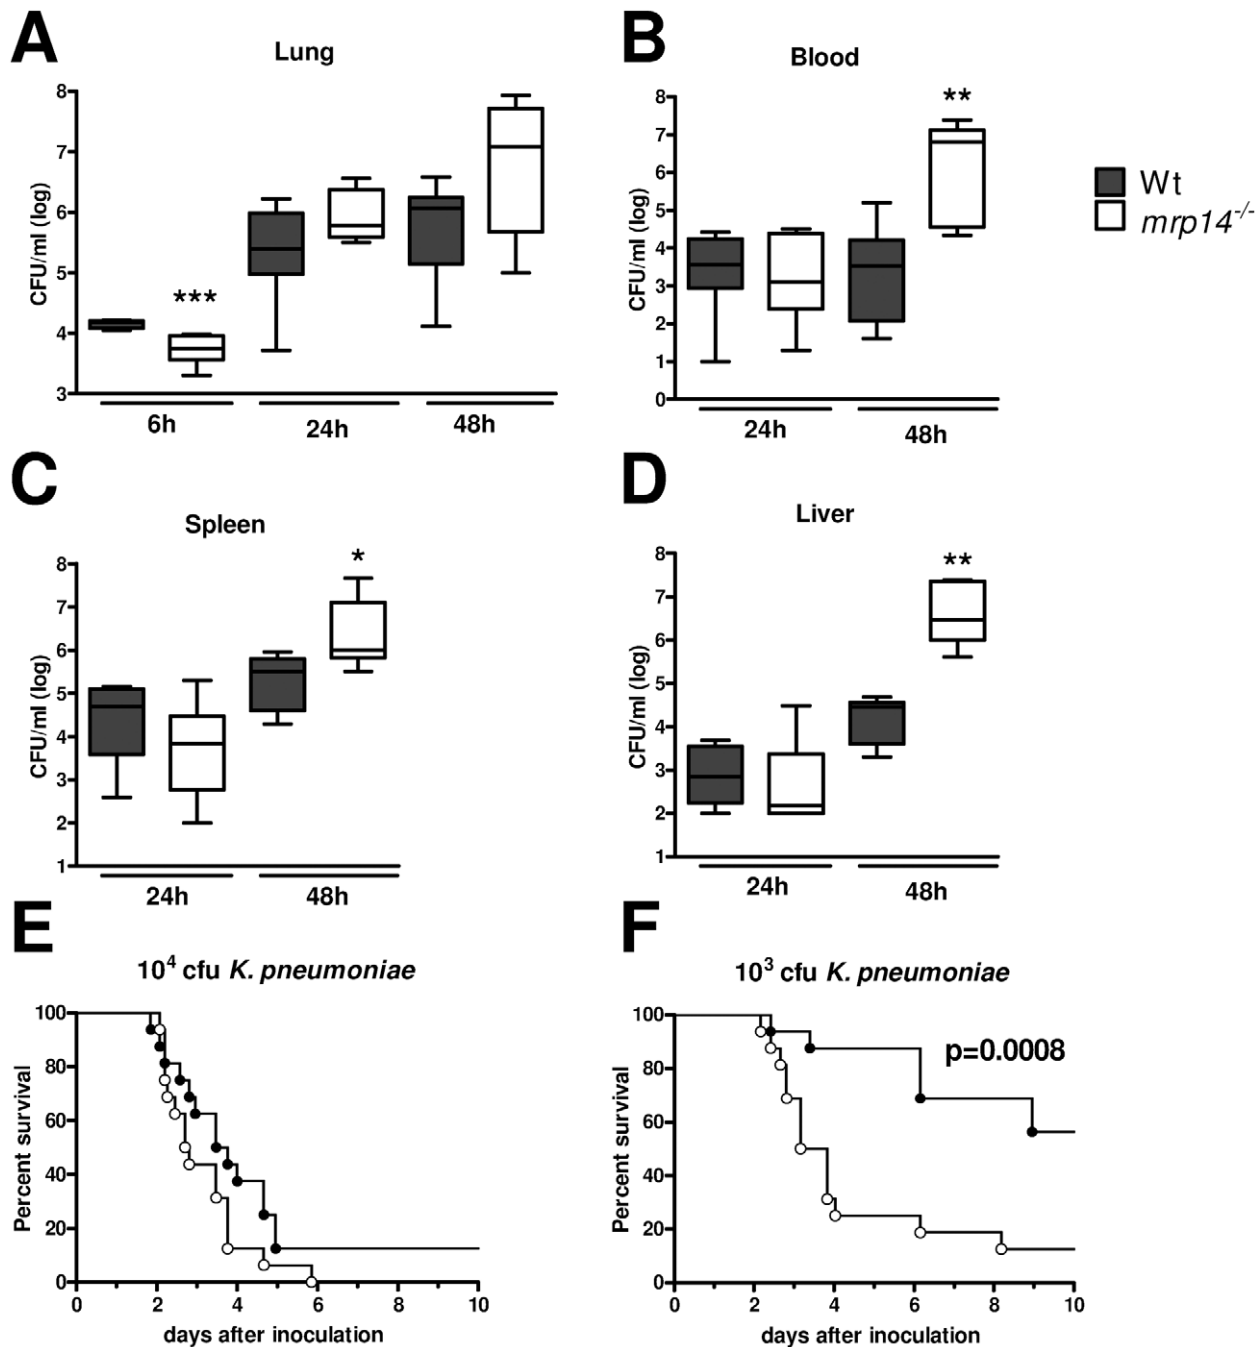 A
Lung
CFU/ml (log)
8
7
6
5
4
3
***
6h
24h
48h
B
Blood
CFU/ml (log)
8
7
6
5
4
3
2
1
0
**
24h
48h
Wt
mrp14-/-
C
Spleen
CFU/ml (log)
8
7
6
5
4
3
2
1
*
24h
48h
D
Liver
CFU/ml (log)
8
7
6
5
4
3
2
1
**
24h
48h
E
10⁴ cfu K. pneumoniae
Percent survival
100
80
60
40
20
0
0 2 4 6 8 10
days after inoculation
F
10³ cfu K. pneumoniae
Percent survival
100
80
60
40
20
0
p=0.0008
0 2 4 6 8 10
days after inoculation